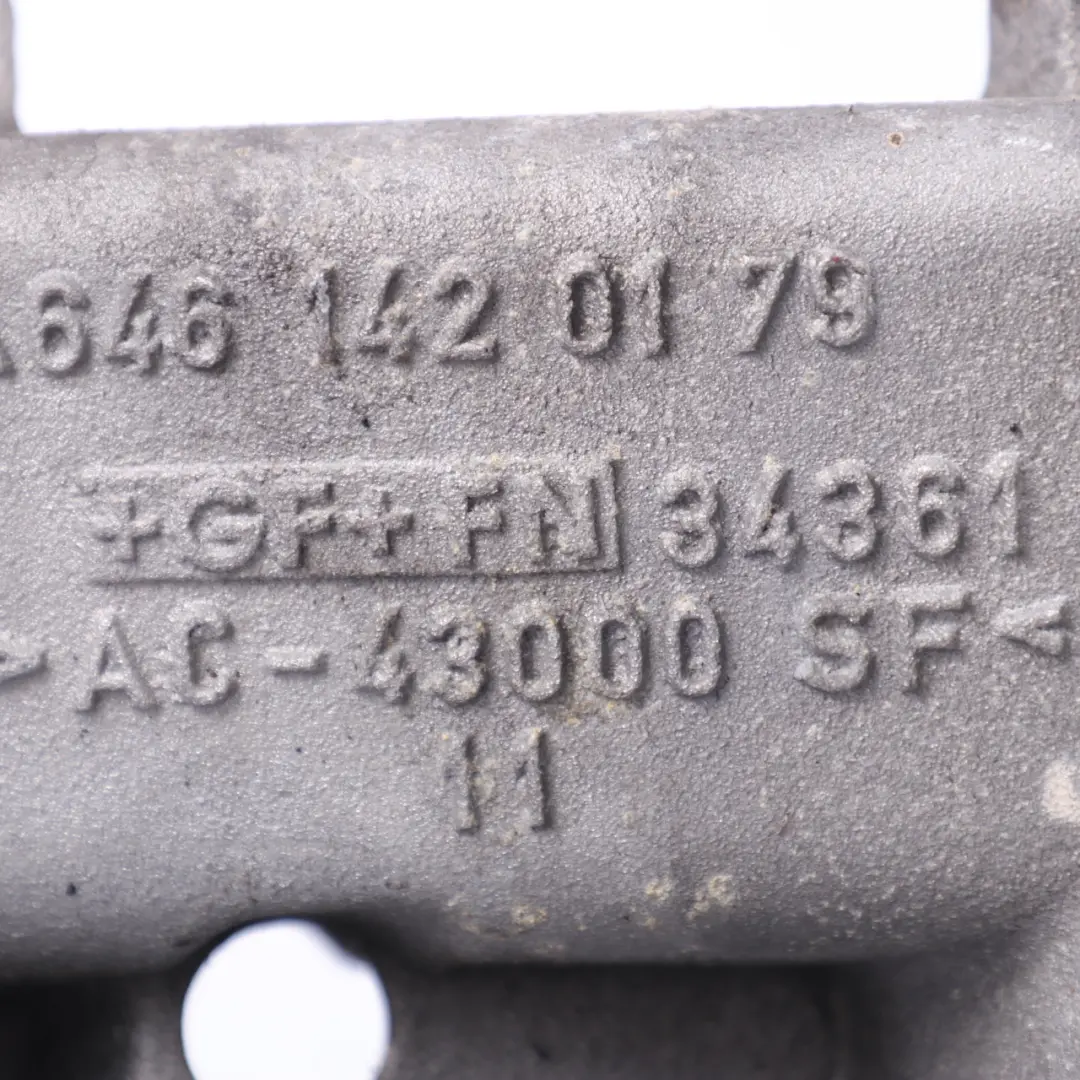 A646 142 01 79
+GF+ FN 34361
>AC-43000 SF<
11